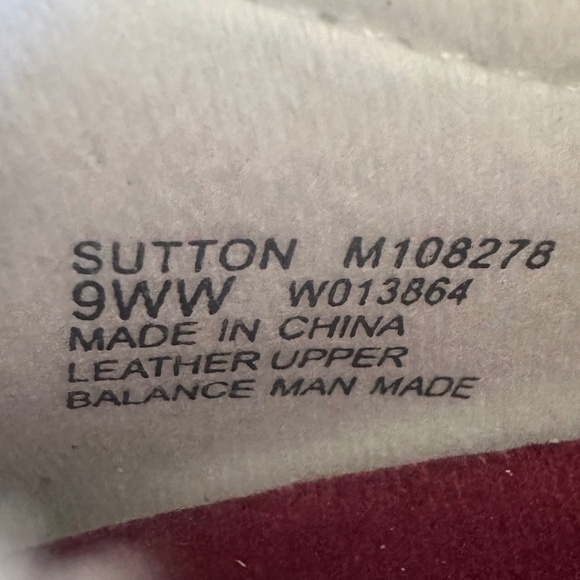 SUTTON M108278
9WW W013864
MADE IN CHINA
LEATHER UPPER
BALANCE MAN MADE